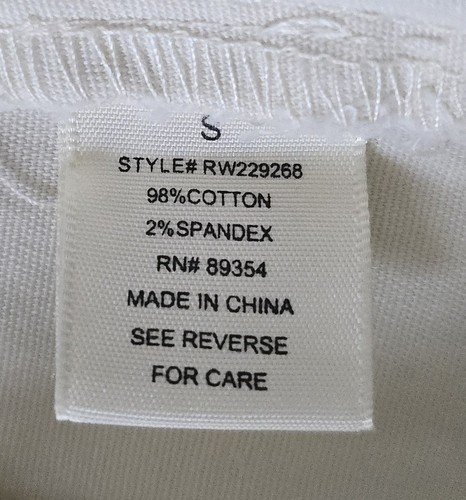 S
STYLE# RW229268
98%COTTON
2%SPANDEX
RN# 89354
MADE IN CHINA
SEE REVERSE
FOR CARE